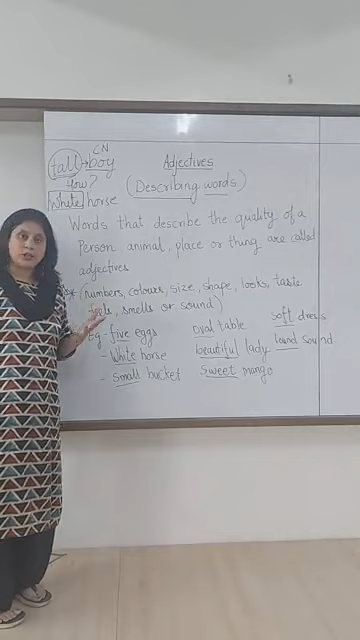 CN
tall → boy Adjectives
How? (Describing words)
White horse
Words that describe the quality of a
Person animal, place or thing are called
adjectives
(numbers, colours, size, shape, looks, taste
feels, smells or sound)
Eg - five eggs oval table soft dress
- White horse beautiful lady loud sound
- Small bucket Sweet mango